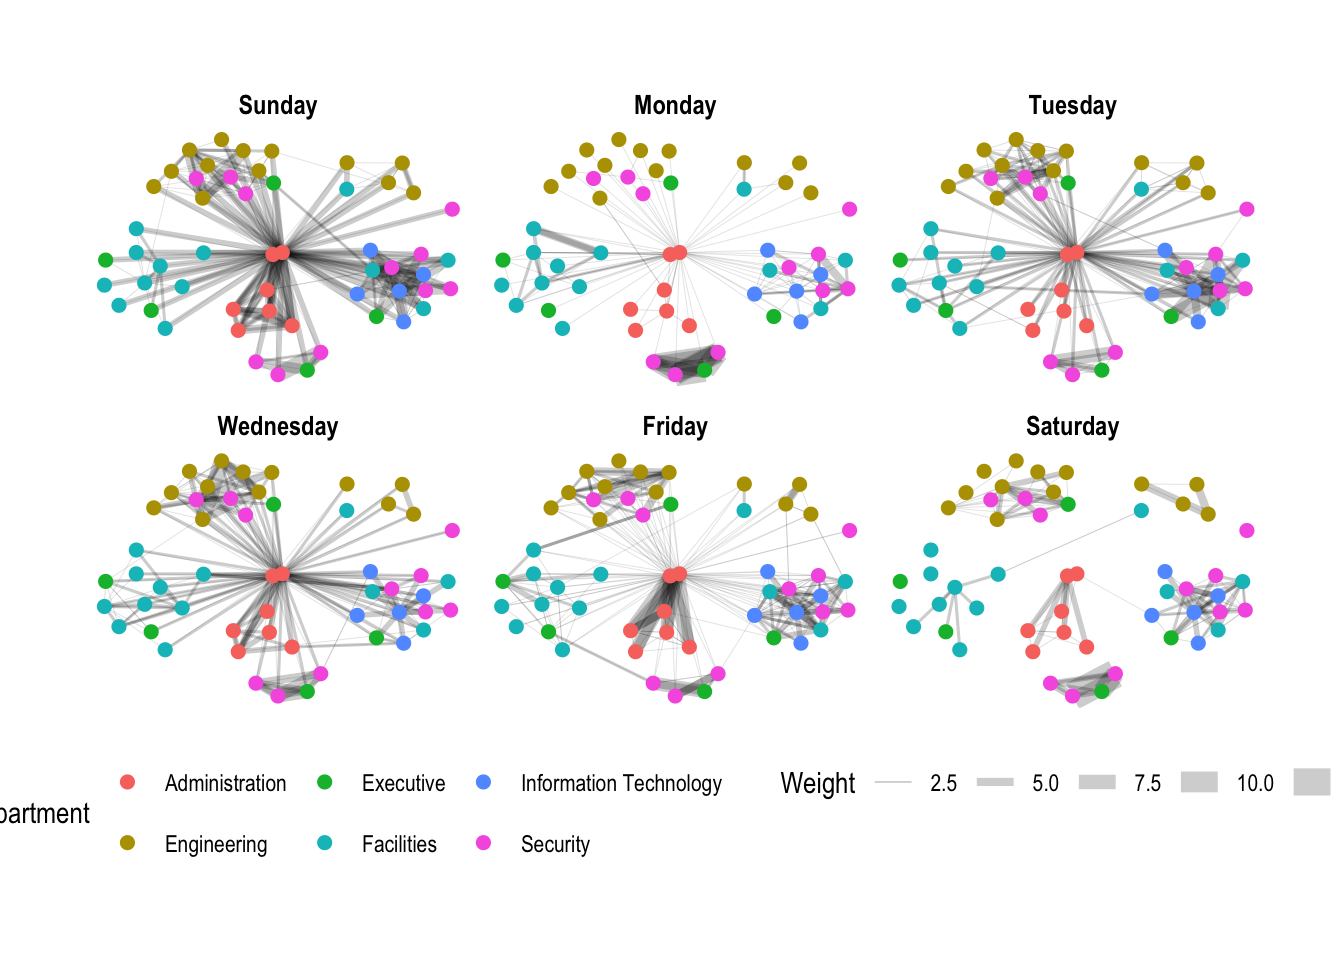 Sunday
Monday
Tuesday
Wednesday
Friday
Saturday
partment
Administration
Executive
Information Technology
Engineering
Facilities
Security
Weight
2.5
5.0
7.5
10.0